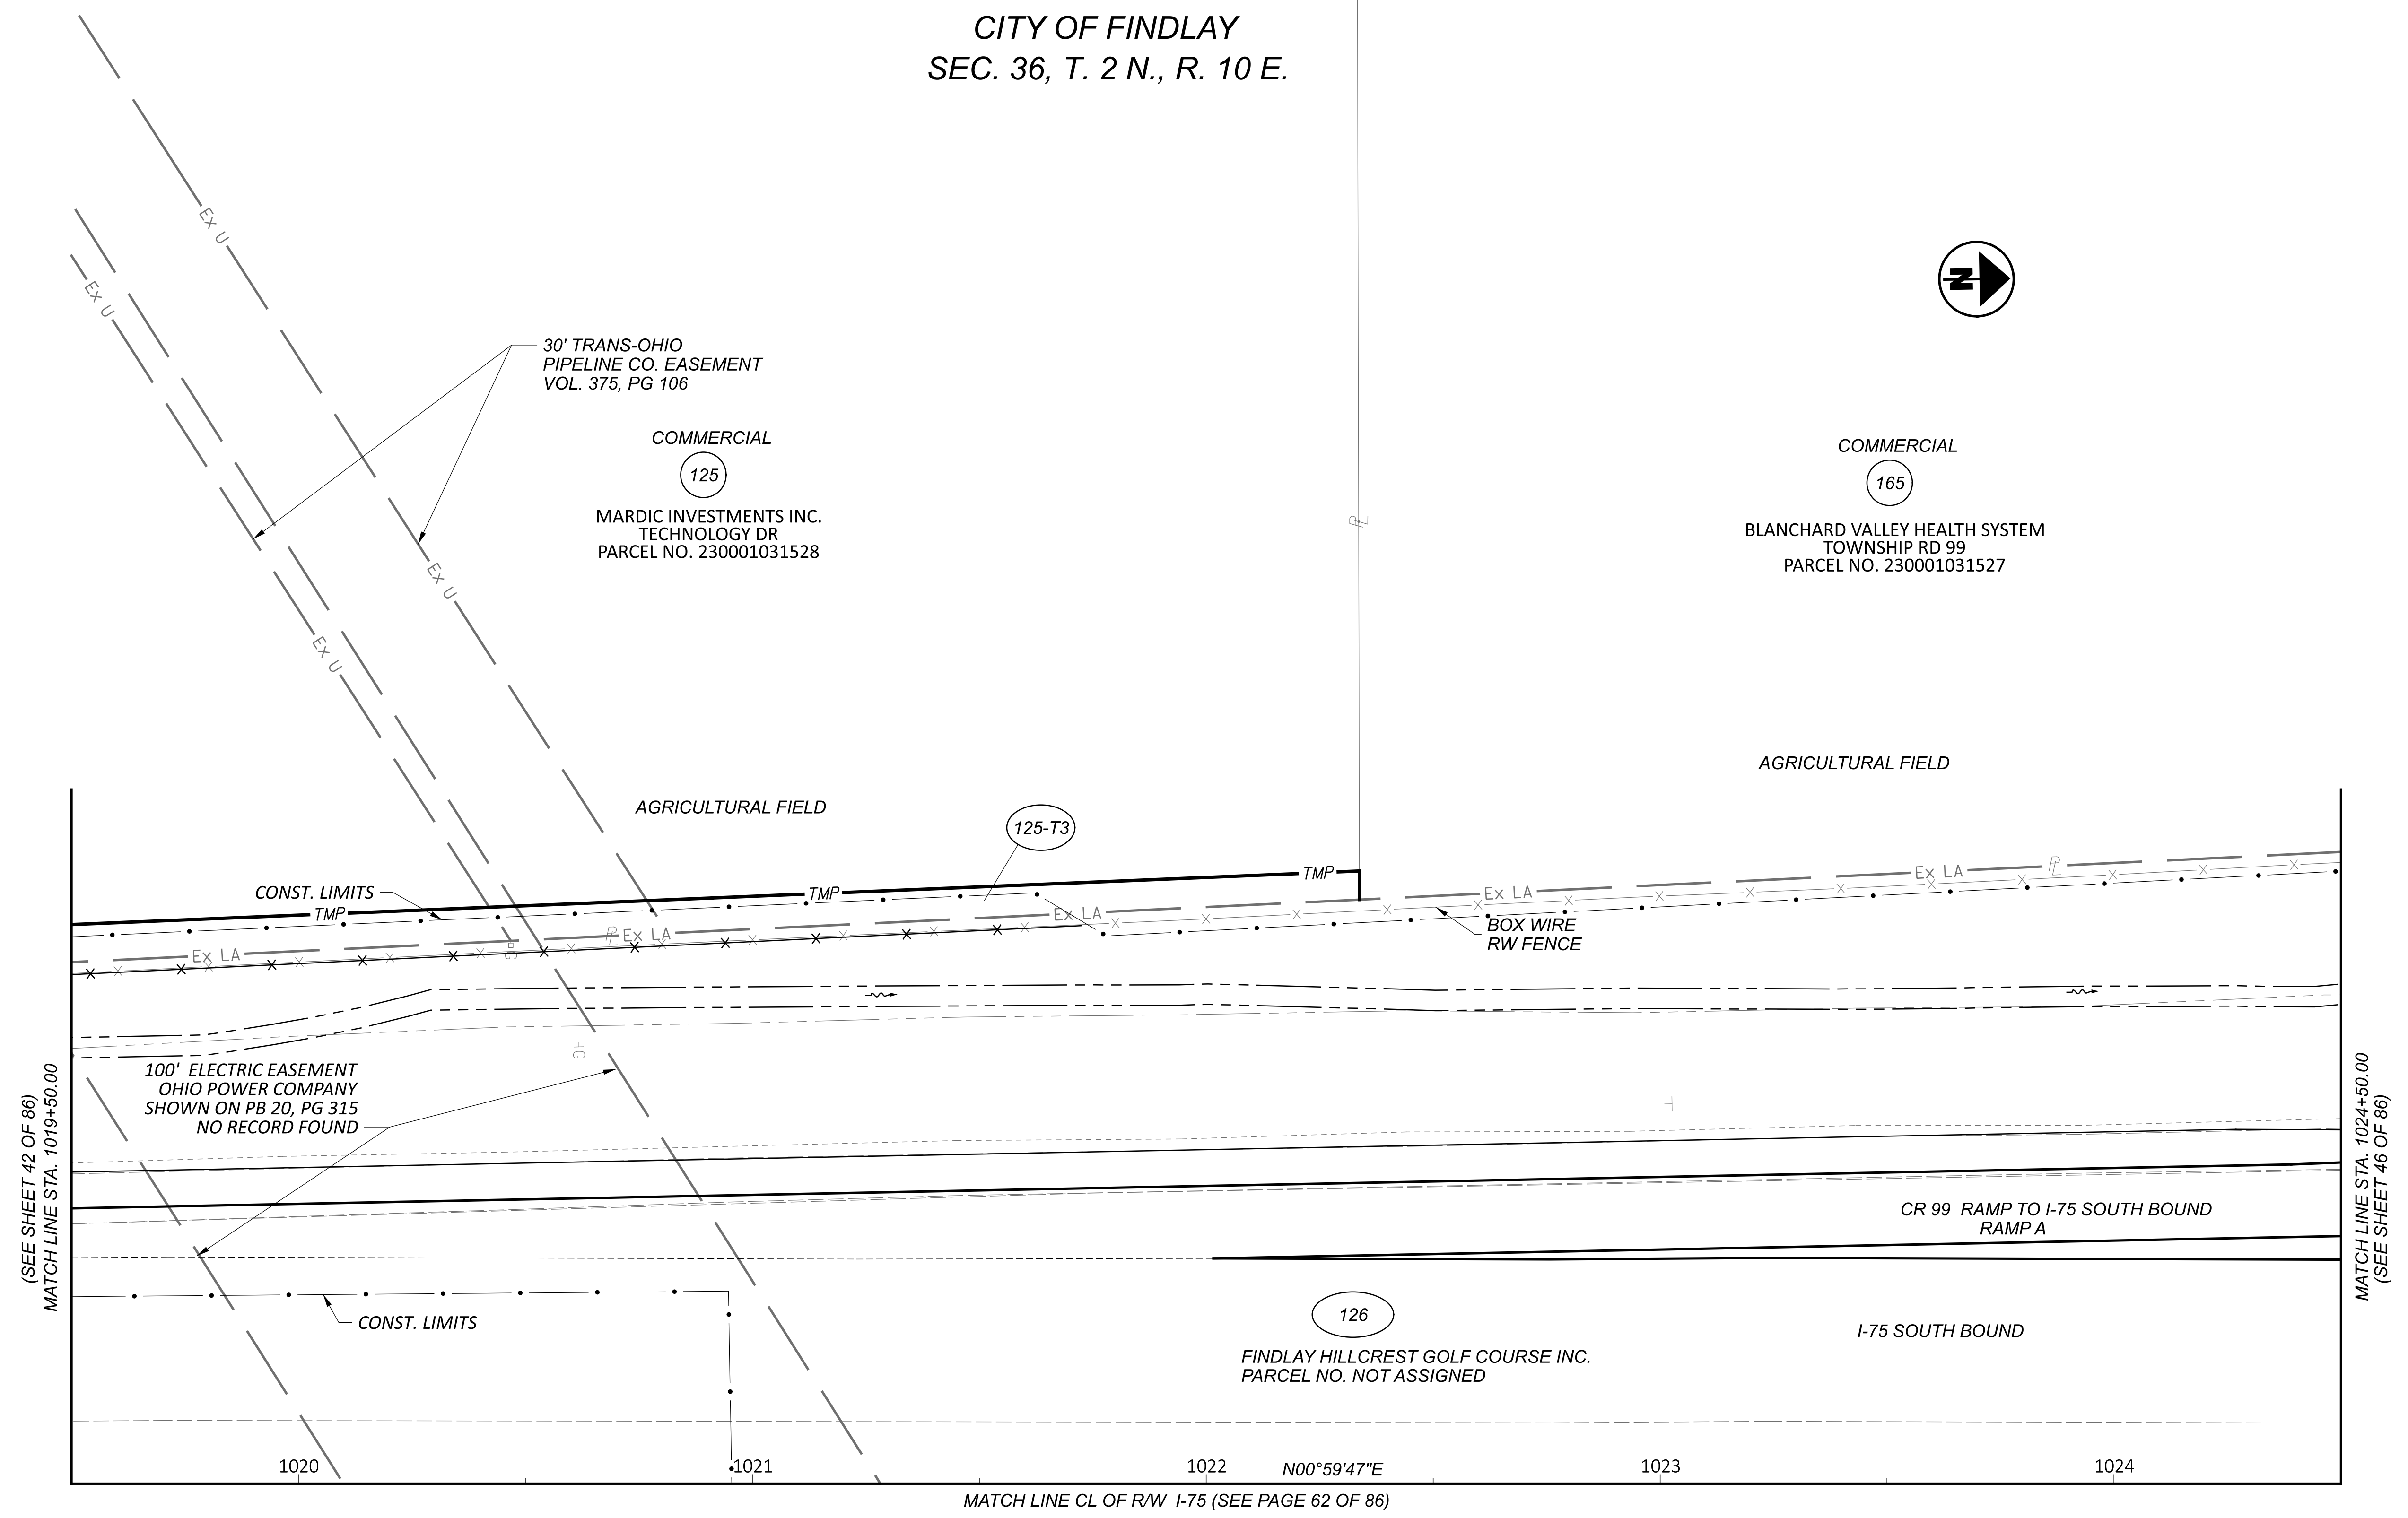 CITY OF FINDLAY
SEC. 36, T. 2 N., R. 10 E.
Ex U
Ex U
N
30' TRANS-OHIO
PIPELINE CO. EASEMENT
VOL. 375, PG 106
COMMERCIAL
125
MARDIC INVESTMENTS INC.
TECHNOLOGY DR
PARCEL NO. 230001031528
COMMERCIAL
165
BLANCHARD VALLEY HEALTH SYSTEM
TOWNSHIP RD 99
PARCEL NO. 230001031527
PL
Ex U
Ex U
AGRICULTURAL FIELD
AGRICULTURAL FIELD
125-T3
CONST. LIMITS
TMP
TMP
TMP
Ex LA
PL
Ex LA
Ex LA
Ex LA
Ex LA
PL
BOX WIRE
RW FENCE
100' ELECTRIC EASEMENT
OHIO POWER COMPANY
SHOWN ON PB 20, PG 315
NO RECORD FOUND
(SEE SHEET 42 OF 86)
MATCH LINE STA. 1019+50.00
MATCH LINE STA. 1024+50.00
(SEE SHEET 46 OF 86)
CR 99 RAMP TO I-75 SOUTH BOUND
RAMP A
CONST. LIMITS
126
FINDLAY HILLCREST GOLF COURSE INC.
PARCEL NO. NOT ASSIGNED
I-75 SOUTH BOUND
1020
1021
1022
N00°59'47"E
1023
1024
MATCH LINE CL OF R/W I-75 (SEE PAGE 62 OF 86)